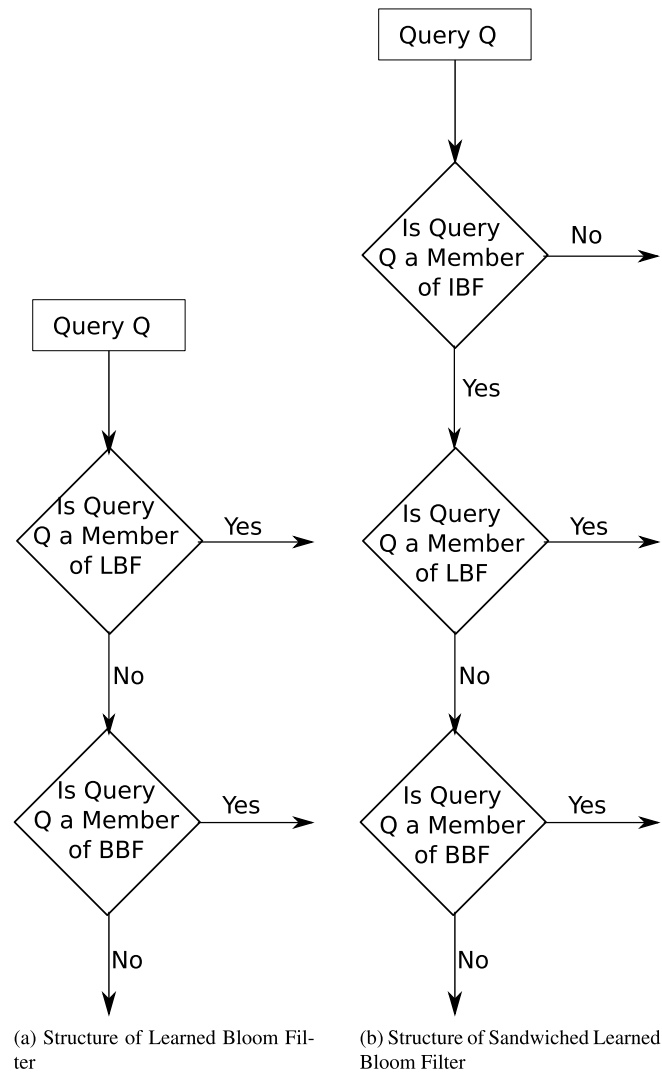 Query Q
Is Query
Q a Member
of LBF
Yes
No
Is Query
Q a Member
of BBF
Yes
No
(a) Structure of Learned Bloom Fil-
ter
Query Q
Is Query
Q a Member
of IBF
No
Yes
Is Query
Q a Member
of LBF
Yes
No
Is Query
Q a Member
of BBF
Yes
No
(b) Structure of Sandwiched Learned
Bloom Filter